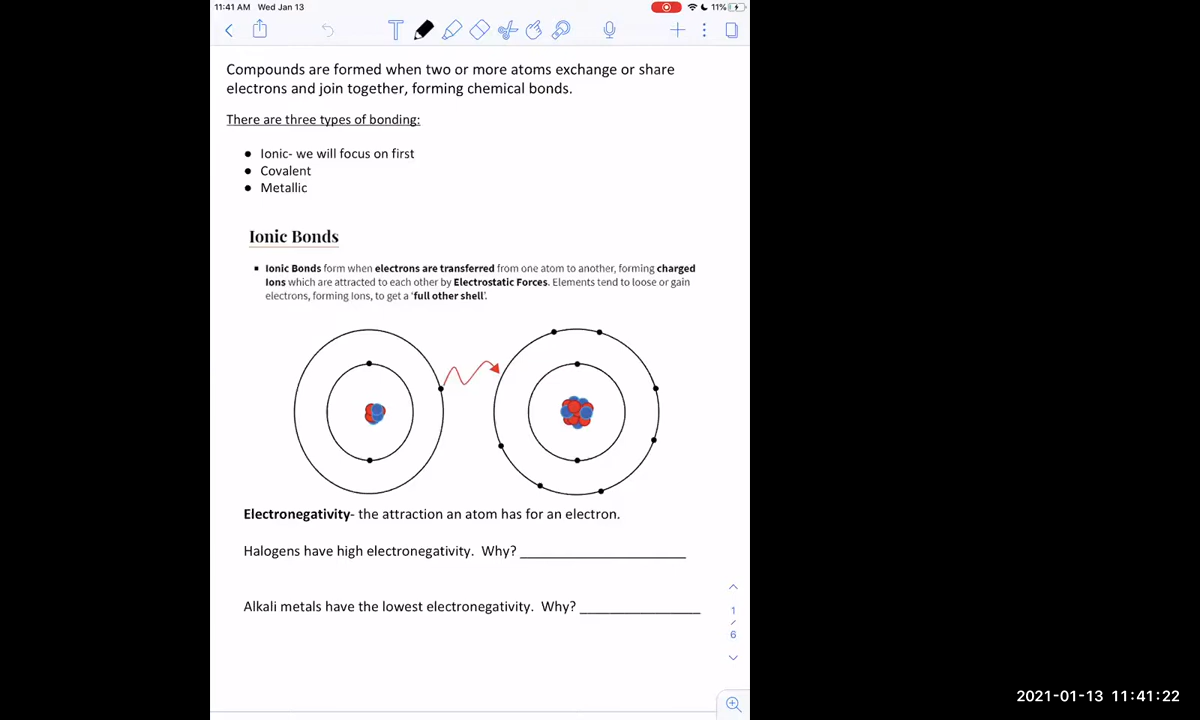 11:41 AM Wed Jan 13
11%
Compounds are formed when two or more atoms exchange or share
electrons and join together, forming chemical bonds.
There are three types of bonding:
● Ionic- we will focus on first
● Covalent
● Metallic
Ionic Bonds
▪ Ionic Bonds form when electrons are transferred from one atom to another, forming charged
Ions which are attracted to each other by Electrostatic Forces. Elements tend to loose or gain
electrons, forming Ions, to get a ‘full other shell’.
Electronegativity- the attraction an atom has for an electron.
Halogens have high electronegativity. Why? ____________________
Alkali metals have the lowest electronegativity. Why? _______________
1
/
6
2021-01-13 11:41:22